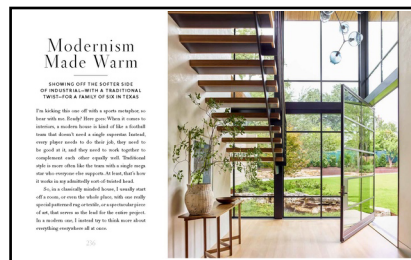 Modernism
Made Warm
SHOWING OFF THE SOFTER SIDE
OF INDUSTRIAL—WITH A TRADITIONAL
TWIST—FOR A FAMILY OF SIX IN TEXAS
I'm kicking this one off with a sports metaphor, so
bear with me. Ready? Here goes: When it comes to
interiors, a modern house is kind of like a football
team that doesn't need a single superstar. Instead,
every player needs to do their job, they need to
be good at it, and they need to work together to
complement each other equally well. Traditional
style is more often like the team with a single mega
star who everyone else supports. At least, that's how
it works in my admittedly sort-of-twisted head.
So, in a classically minded house, I usually start
off a room, or even the whole place, with one really
special patterned rug or textile, or a spectacular piece
of art, that serves as the lead for the entire project.
In a modern one, I instead try to think more about
everything everywhere all at once.